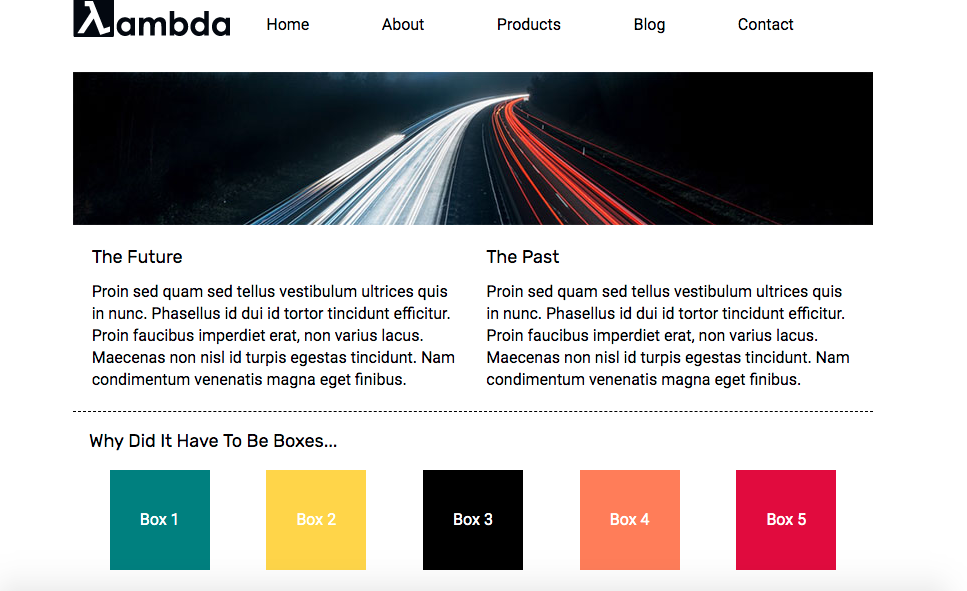 λambda Home About Products Blog Contact
The Future
Proin sed quam sed tellus vestibulum ultrices quis
in nunc. Phasellus id dui id tortor tincidunt efficitur.
Proin faucibus imperdiet erat, non varius lacus.
Maecenas non nisl id turpis egestas tincidunt. Nam
condimentum venenatis magna eget finibus.
The Past
Proin sed quam sed tellus vestibulum ultrices quis
in nunc. Phasellus id dui id tortor tincidunt efficitur.
Proin faucibus imperdiet erat, non varius lacus.
Maecenas non nisl id turpis egestas tincidunt. Nam
condimentum venenatis magna eget finibus.
Why Did It Have To Be Boxes...
Box 1 Box 2 Box 3 Box 4 Box 5